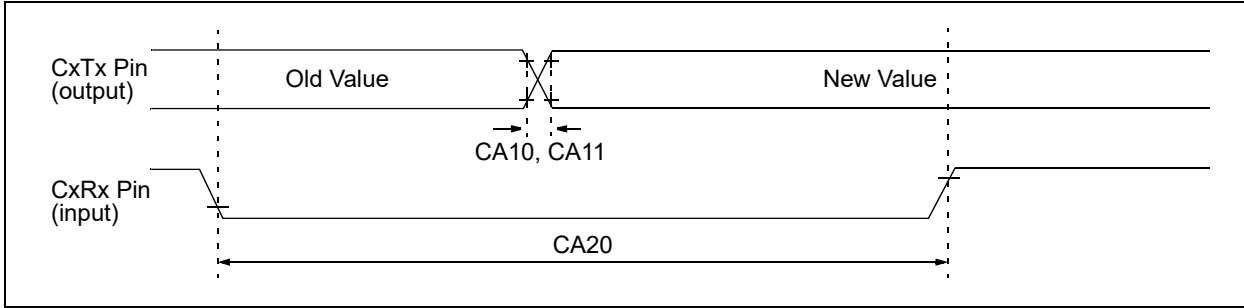 CxTx Pin
(output)
Old Value
New Value
CA10, CA11
CxRx Pin
(input)
CA20